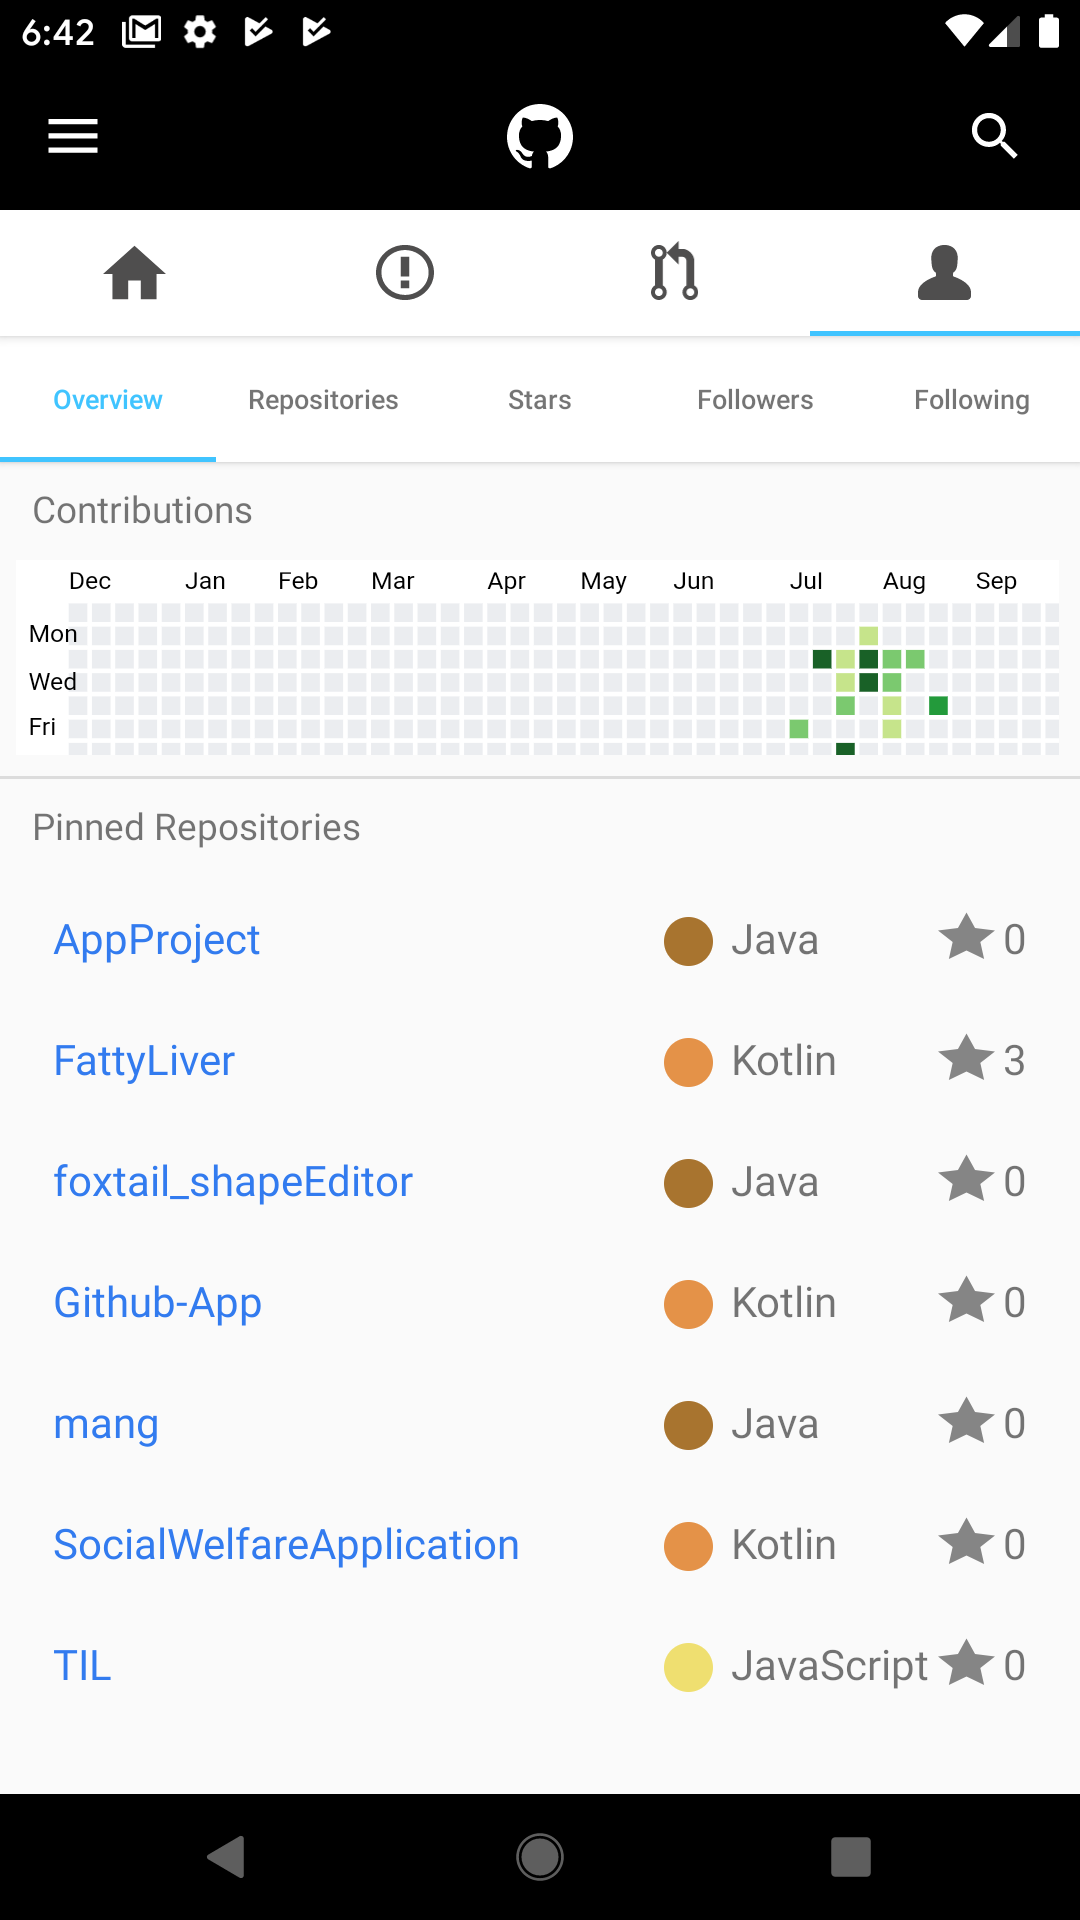 6:42
Overview Repositories Stars Followers Following
Contributions
Dec Jan Feb Mar Apr May Jun Jul Aug Sep
Mon
Wed
Fri
Pinned Repositories
AppProject Java 0
FattyLiver Kotlin 3
foxtail_shapeEditor Java 0
Github-App Kotlin 0
mang Java 0
SocialWelfareApplication Kotlin 0
TIL JavaScript 0